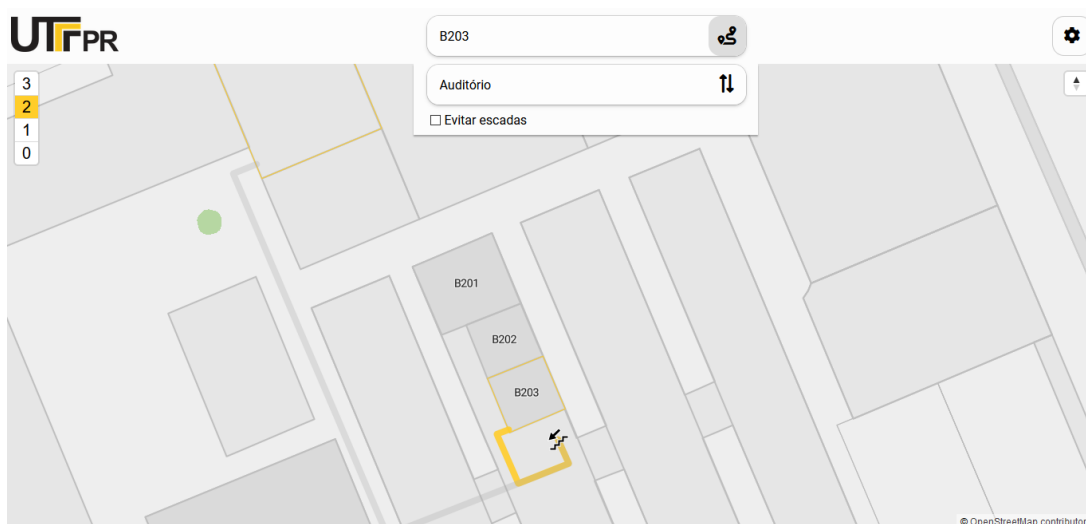 UTFPR
B203
Auditório
Evitar escadas
3
2
1
0
B201
B202
B203
© OpenStreetMap contributor